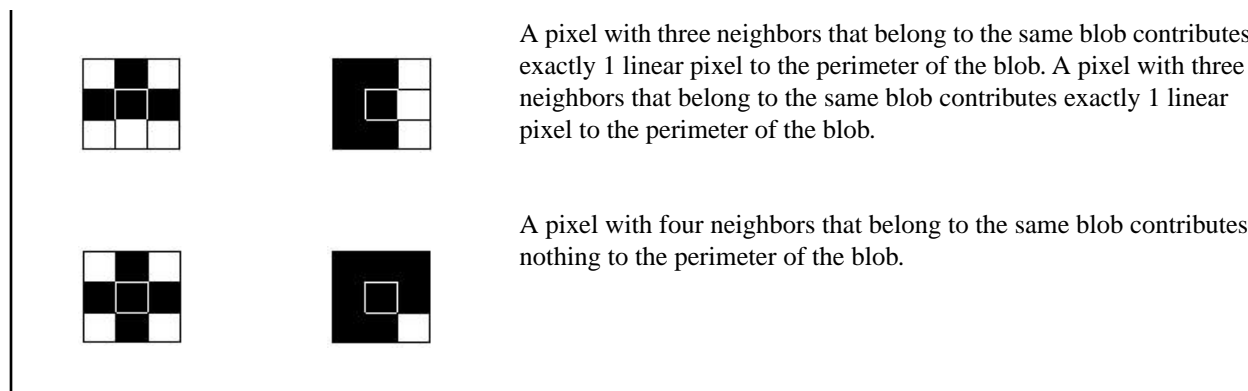 A pixel with three neighbors that belong to the same blob contributes
exactly 1 linear pixel to the perimeter of the blob. A pixel with three
neighbors that belong to the same blob contributes exactly 1 linear
pixel to the perimeter of the blob.
A pixel with four neighbors that belong to the same blob contributes
nothing to the perimeter of the blob.